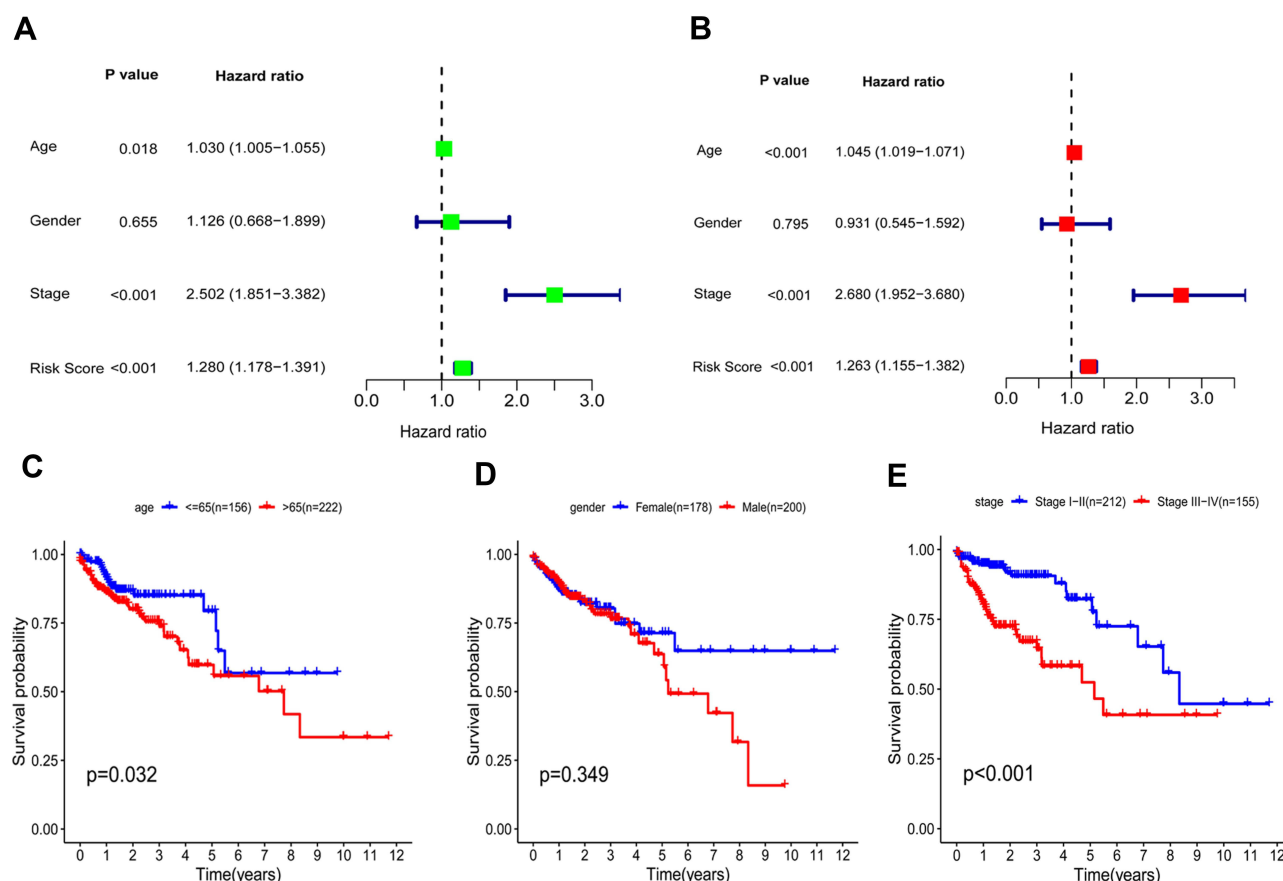 A
P value Hazard ratio
Age 0.018 1.030 (1.005−1.055)
Gender 0.655 1.126 (0.668−1.899)
Stage <0.001 2.502 (1.851−3.382)
Risk Score <0.001 1.280 (1.178−1.391)
0.0 1.0 2.0 3.0
Hazard ratio
B
P value Hazard ratio
Age <0.001 1.045 (1.019−1.071)
Gender 0.795 0.931 (0.545−1.592)
Stage <0.001 2.680 (1.952−3.680)
Risk Score <0.001 1.263 (1.155−1.382)
0.0 1.0 2.0 3.0
Hazard ratio
C
age <=65(n=156) >65(n=222)
Survival probability
1.00
0.75
0.50
0.25
0.00
p=0.032
0 1 2 3 4 5 6 7 8 9 10 11 12
Time(years)
D
gender Female(n=178) Male(n=200)
Survival probability
1.00
0.75
0.50
0.25
0.00
p=0.349
0 1 2 3 4 5 6 7 8 9 10 11 12
Time(years)
E
stage Stage I−II(n=212) Stage III−IV(n=155)
Survival probability
1.00
0.75
0.50
0.25
0.00
p<0.001
0 1 2 3 4 5 6 7 8 9 10 11 12
Time(years)